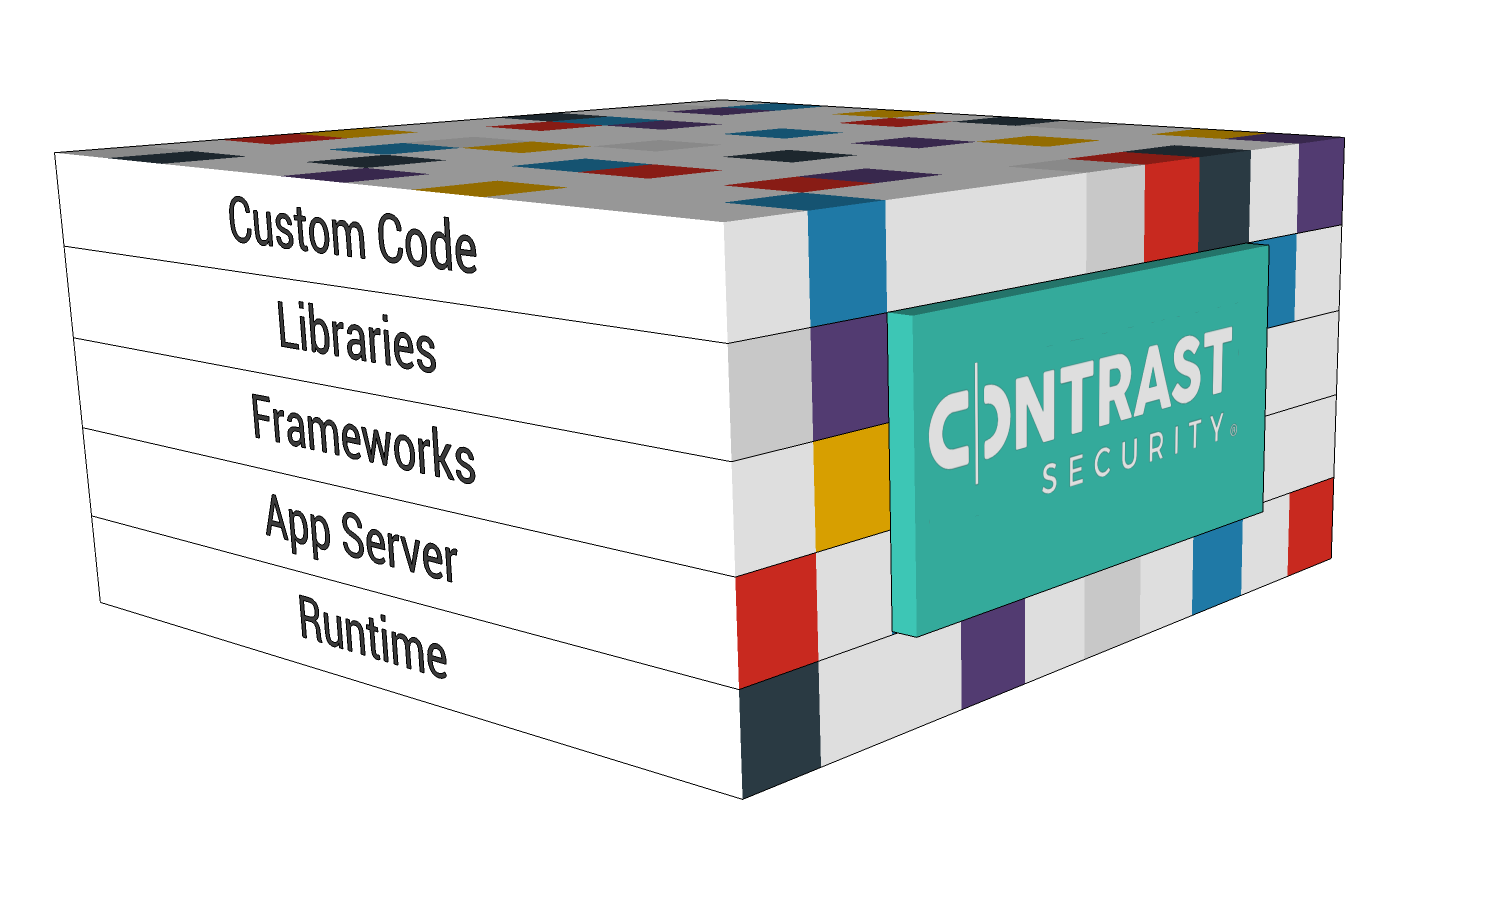 Custom Code
Libraries
Frameworks
App Server
Runtime
CONTRAST
SECURITY®